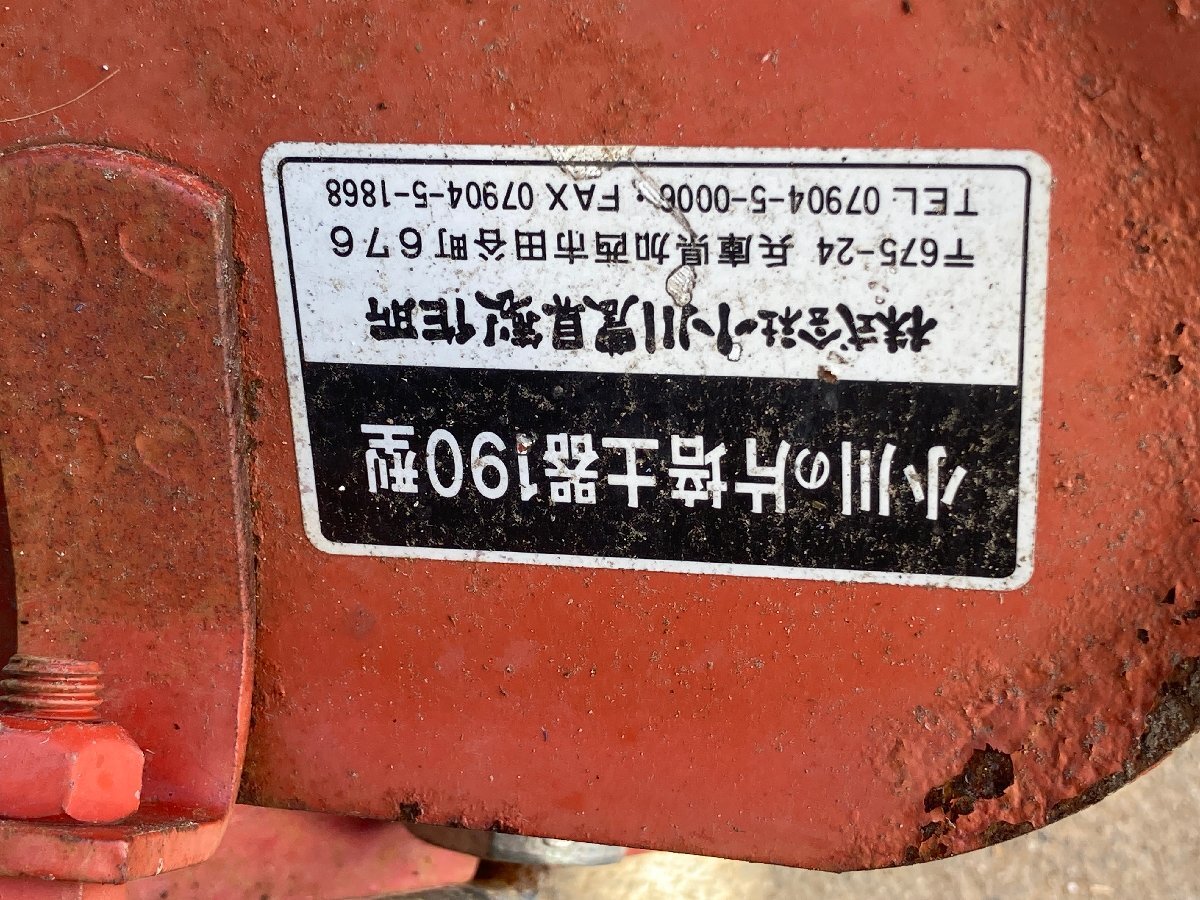 小川の片培土器190型
株式会社小川農具製作所
〒675-24 兵庫県加西市田谷町676
TEL 07904-5-0006・FAX 07904-5-1868